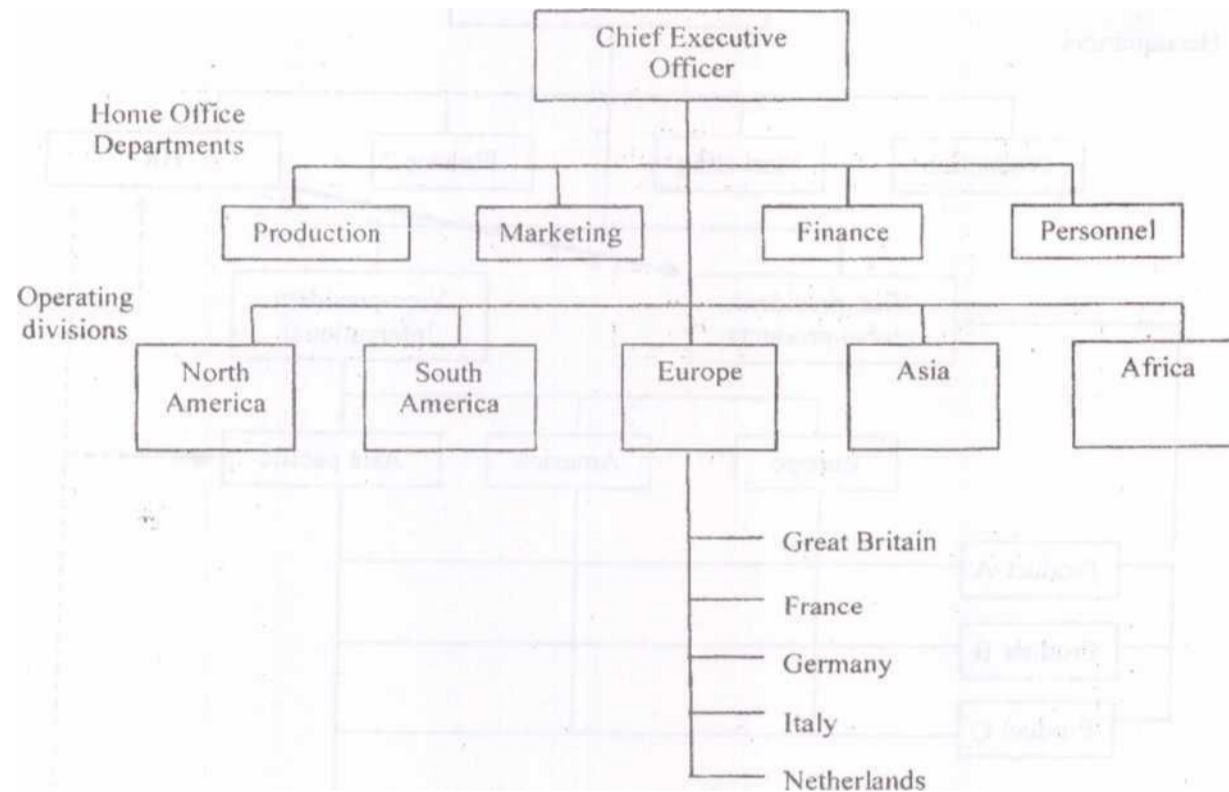 Chief Executive
Officer
Home Office
Departments
Production
Marketing
Finance
Personnel
Operating
divisions
North
America
South
America
Europe
Asia
Africa
Great Britain
France
Germany
Italy
Netherlands